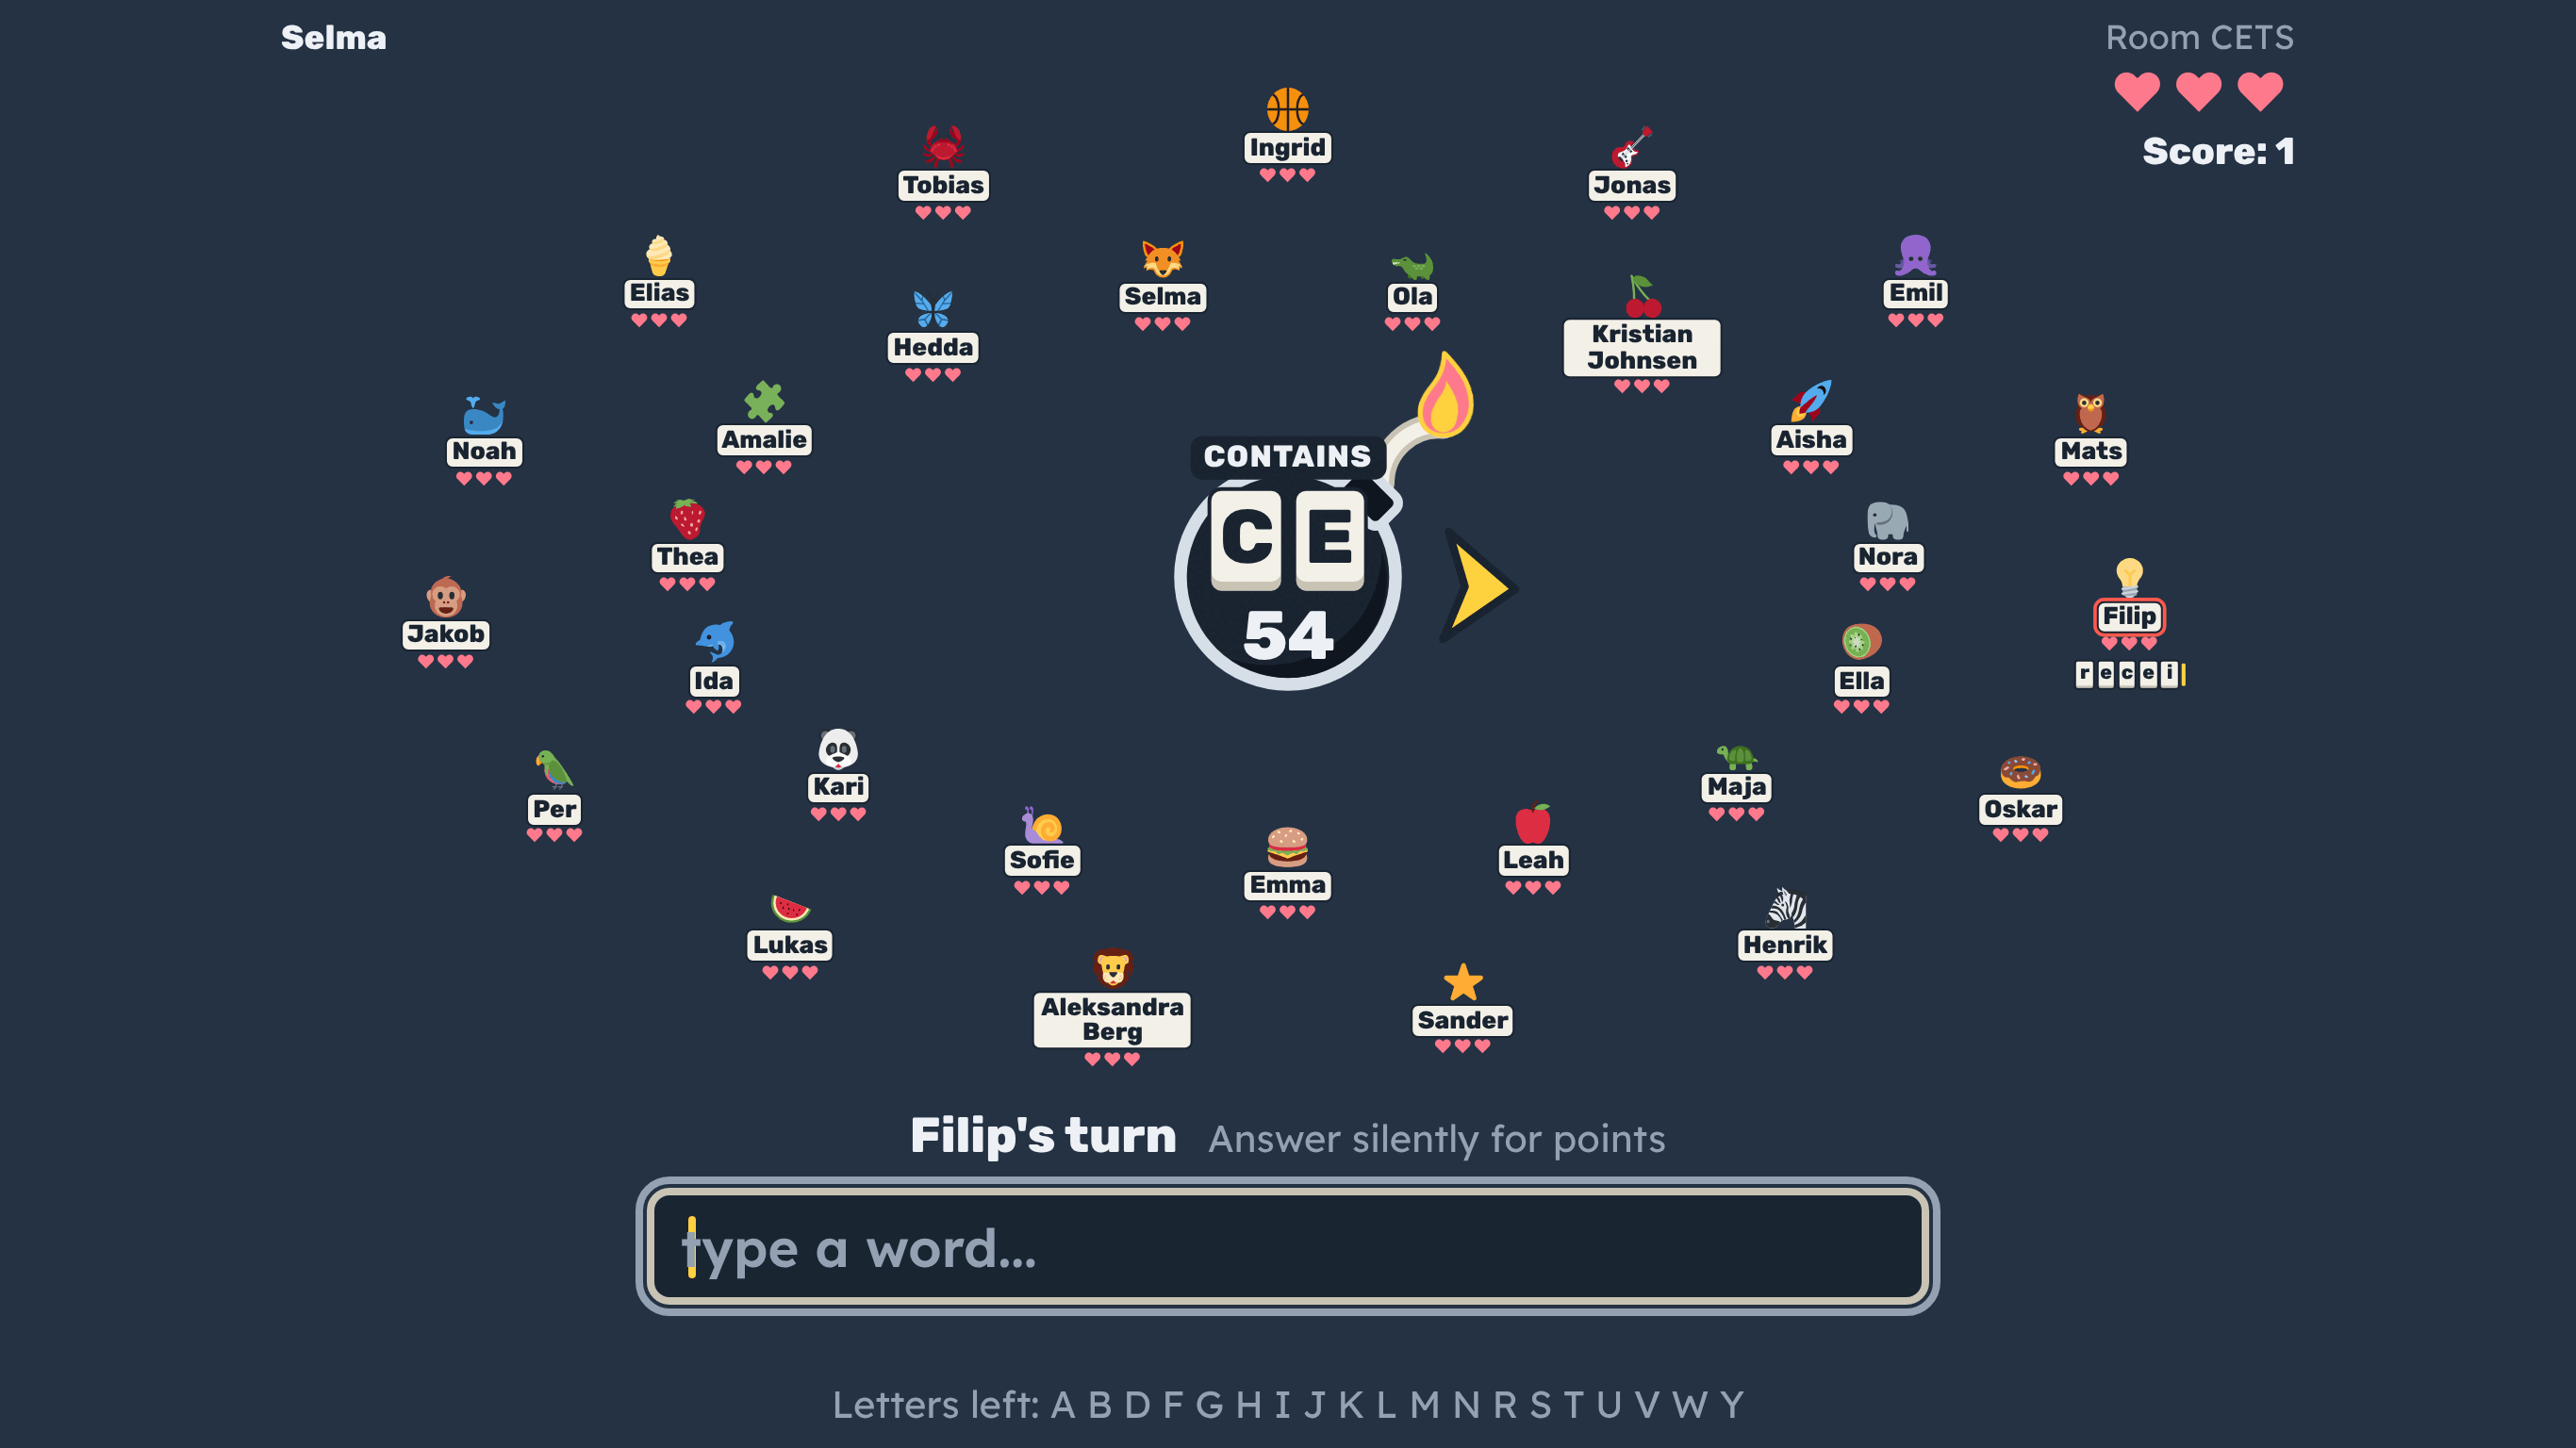 Selma
Room CETS
Score: 1
Ingrid
Tobias
Jonas
Elias
Selma
Ola
Emil
Hedda
Kristian
Johnsen
Noah
Amalie
Aisha
Mats
CONTAINS
CE
54
Thea
Nora
Filip
recei
Jakob
Ida
Ella
Per
Kari
Maja
Oskar
Sofie
Emma
Leah
Lukas
Henrik
Aleksandra
Berg
Sander
Filip's turn Answer silently for points
type a word...
Letters left: A B D F G H I J K L M N R S T U V W Y